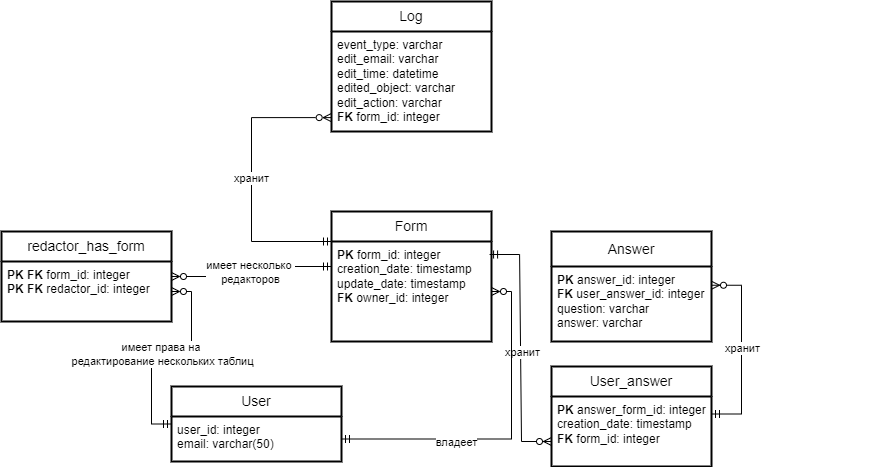 Log
event_type: varchar
edit_email: varchar
edit_time: datetime
edited_object: varchar
edit_action: varchar
FK form_id: integer
хранит
redactor_has_form
PK FK form_id: integer
PK FK redactor_id: integer
имеет несколько
редакторов
Form
PK form_id: integer
creation_date: timestamp
update_date: timestamp
FK owner_id: integer
Answer
PK answer_id: integer
FK user_answer_id: integer
question: varchar
answer: varchar
имеет права на
редактирование нескольких таблиц
хранит
хранит
User
user_id: integer
email: varchar(50)
владеет
User_answer
PK answer_form_id: integer
creation_date: timestamp
FK form_id: integer